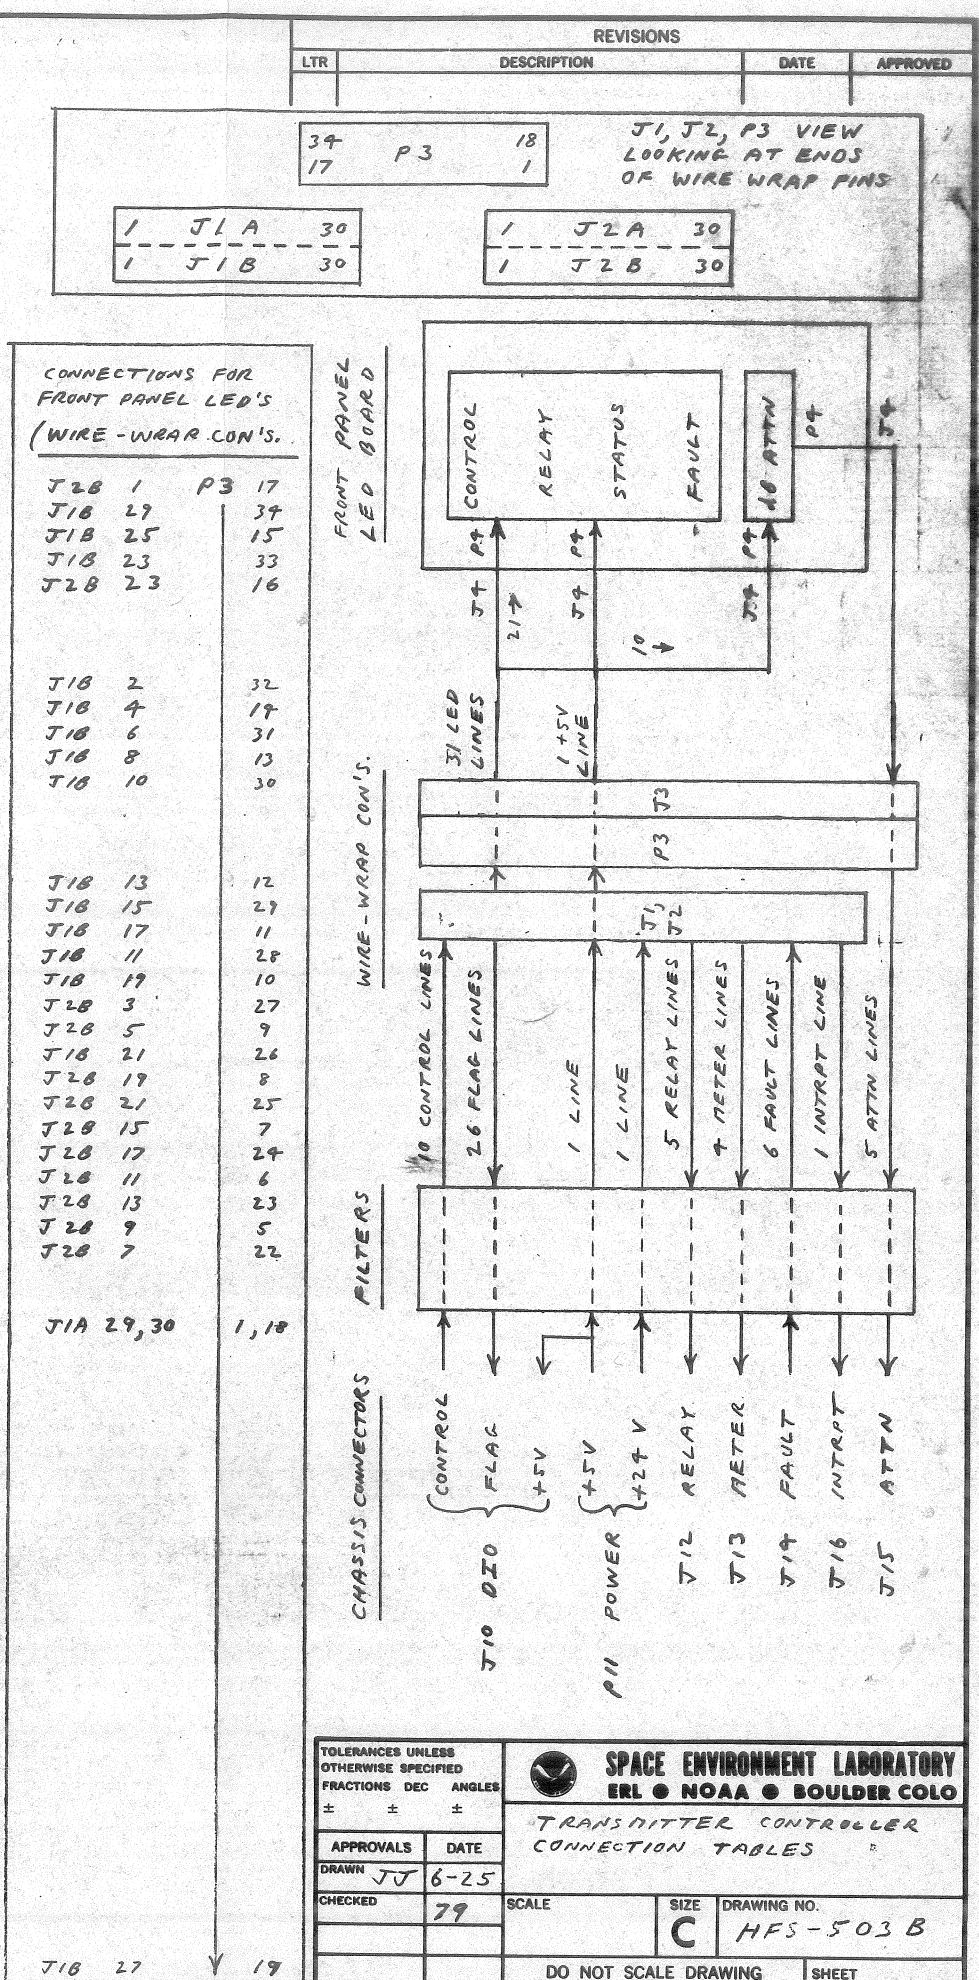 REVISIONS
LTR DESCRIPTION DATE APPROVED
34 P3 18
17 1
J1, J2, P3 VIEW
LOOKING AT ENDS
OF WIRE WRAP PINS
1 J1A 30
1 J1B 30
1 J2A 30
1 J2B 30
CONNECTIONS FOR
FRONT PANEL LED'S
(WIRE-WRAP CON'S.
J2B 1 P3 17
J1B 29 34
J1B 25 15
J1B 23 33
J2B 23 16
J1B 2 32
J1B 4 14
J1B 6 31
J1B 8 13
J1B 10 30
J1B 13 12
J1B 15 29
J1B 17 11
J1B 11 28
J1B 19 10
J2B 3 27
J2B 5 9
J1B 21 26
J2B 19 8
J2B 21 25
J2B 15 7
J2B 17 24
J2B 11 6
J2B 13 23
J2B 9 5
J2B 7 22
J1A 29,30 1,18
J1B 27 19
FRONT PANEL
LED BOARD
CONTROL
RELAY
STATUS
FAULT
dB ATTN
P4 J4
J4 P4
J4 P4
J4 P4
21→
10→
31 LED
LINES
1 +5V
LINE
WIRE-WRAP CON'S.
J3
P3
J1,
J2
10 CONTROL LINES
26 FLAG LINES
1 LINE
1 LINE
5 RELAY LINES
4 METER LINES
6 FAULT LINES
1 INTRPT LINE
5 ATTN LINES
FILTERS
CHASSIS CONNECTORS
CONTROL
FLAG
+5V
J10 DIO
+5V
+24 V
P11 POWER
J12 RELAY
J13 METER
J14 FAULT
J16 INTRPT
J15 ATTN
TOLERANCES UNLESS
OTHERWISE SPECIFIED
FRACTIONS DEC ANGLES
± ± ±
APPROVALS DATE
DRAWN JJ 6-25
CHECKED 79
SPACE ENVIRONMENT LABORATORY
ERL ● NOAA ● BOULDER COLO
TRANSMITTER CONTROLLER
CONNECTION TABLES
SCALE
SIZE
C
DRAWING NO.
HFS-503B
DO NOT SCALE DRAWING
SHEET